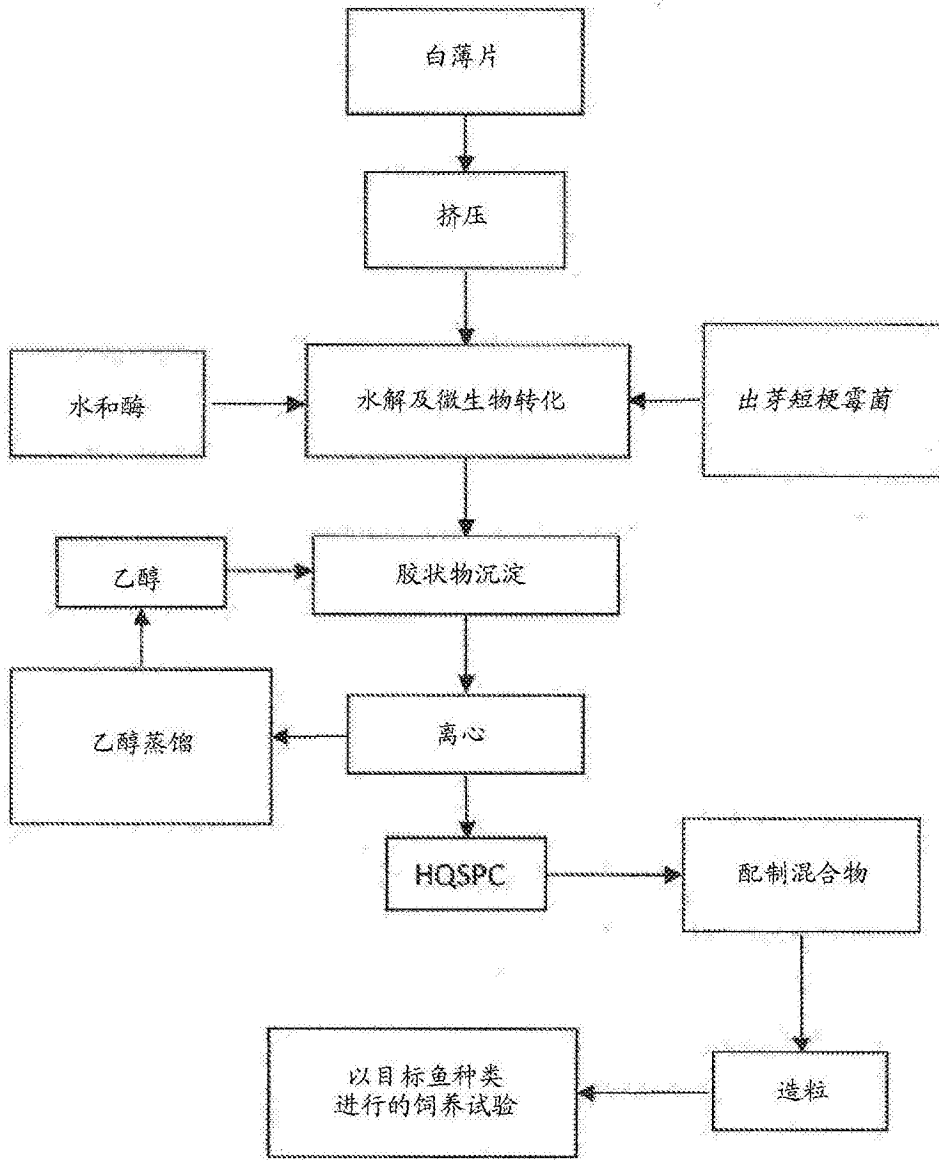 白薄片
挤压
水和酶
水解及微生物转化
出芽短梗霉菌
乙醇
胶状物沉淀
乙醇蒸馏
离心
HQSPC
配制混合物
以目标鱼种类
进行的饲养试验
造粒